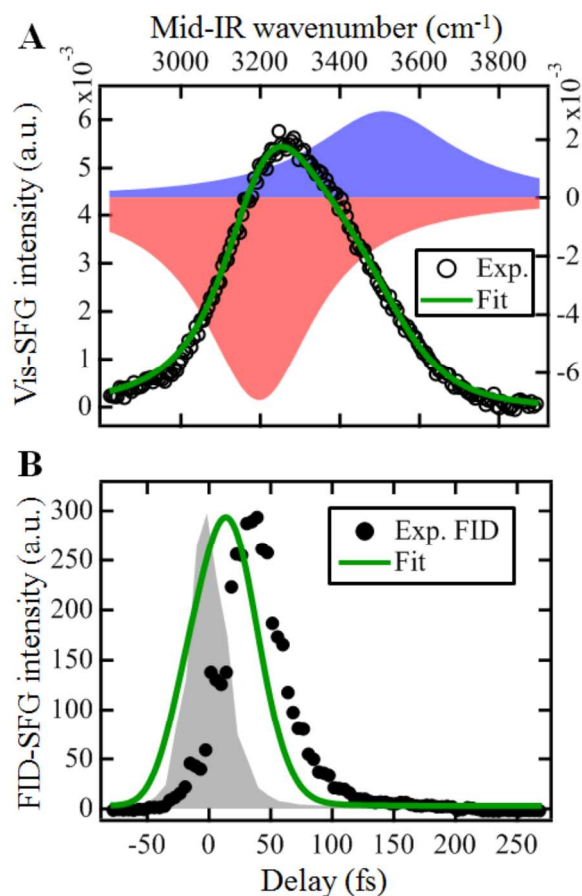 A
Mid-IR wavenumber (cm⁻¹)
3000 3200 3400 3600 3800
x10⁻³
x10⁻³
6
5
4
3
2
1
0
Vis-SFG intensity (a.u.)
2
0
-2
-4
-6
Exp.
Fit
B
300
250
200
150
100
50
0
FID-SFG intensity (a.u.)
Exp. FID
Fit
-50 0 50 100 150 200 250
Delay (fs)